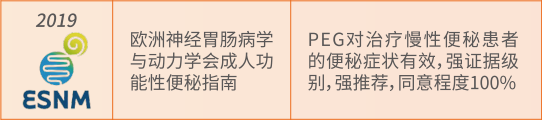 2019
ESNM
欧洲神经胃肠病学
与动力学会成人功
能性便秘指南
PEG对治疗慢性便秘患者
的便秘症状有效，强证据级
别，强推荐，同意程度100%